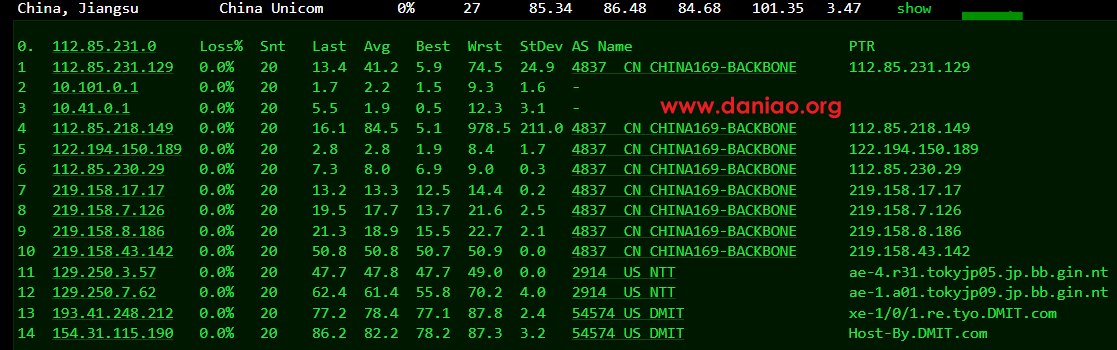 China, Jiangsu China Unicom 0% 27 85.34 86.48 84.68 101.35 3.47 show
0. 112.85.231.0 Loss% Snt Last Avg Best Wrst StDev AS Name PTR
1 112.85.231.129 0.0% 20 13.4 41.2 5.9 74.5 24.9 4837 CN CHINA169-BACKBONE 112.85.231.129
2 10.101.0.1 0.0% 20 1.7 2.2 1.5 9.3 1.6 -
3 10.41.0.1 0.0% 20 5.5 1.9 0.5 12.3 3.1 -
www.daniao.org
4 112.85.218.149 0.0% 20 16.1 84.5 5.1 978.5 211.0 4837 CN CHINA169-BACKBONE 112.85.218.149
5 122.194.150.189 0.0% 20 2.8 2.8 1.9 8.4 1.7 4837 CN CHINA169-BACKBONE 122.194.150.189
6 112.85.230.29 0.0% 20 7.3 8.0 6.9 9.0 0.3 4837 CN CHINA169-BACKBONE 112.85.230.29
7 219.158.17.17 0.0% 20 13.2 13.3 12.5 14.4 0.2 4837 CN CHINA169-BACKBONE 219.158.17.17
8 219.158.7.126 0.0% 20 19.5 17.7 13.7 21.6 2.5 4837 CN CHINA169-BACKBONE 219.158.7.126
9 219.158.8.186 0.0% 20 21.3 18.9 15.5 22.7 2.1 4837 CN CHINA169-BACKBONE 219.158.8.186
10 219.158.43.142 0.0% 20 50.8 50.8 50.7 50.9 0.0 4837 CN CHINA169-BACKBONE 219.158.43.142
11 129.250.3.57 0.0% 20 47.7 47.8 47.7 49.0 0.0 2914 US NTT ae-4.r31.tokyjp05.jp.bb.gin.nt
12 129.250.7.62 0.0% 20 62.4 61.4 55.8 70.2 4.0 2914 US NTT ae-1.a01.tokyjp09.jp.bb.gin.nt
13 193.41.248.212 0.0% 20 77.2 78.4 77.1 87.8 2.4 54574 US DMIT xe-1/0/1.re.tyo.DMIT.com
14 154.31.115.190 0.0% 20 86.2 82.2 78.2 87.3 3.2 54574 US DMIT Host-By.DMIT.com